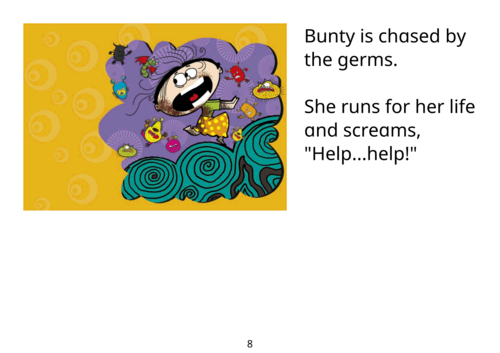 Bunty is chased by
the germs.
She runs for her life
and screams,
"Help...help!"
8